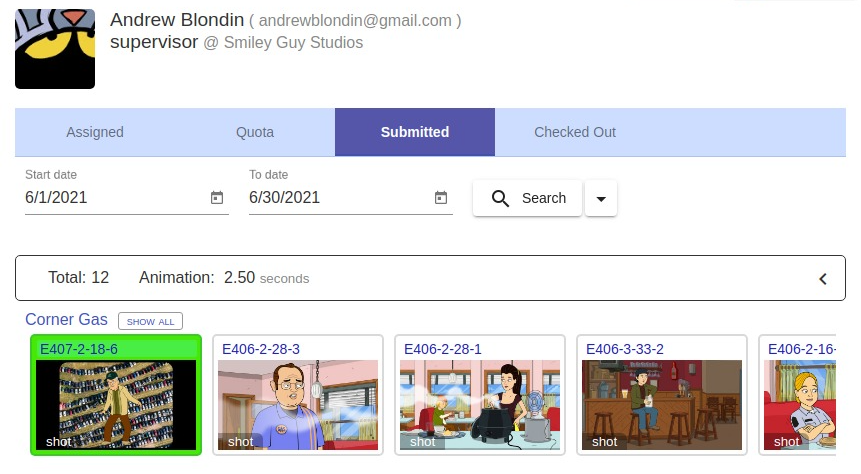 Andrew Blondin ( andrewblondin@gmail.com )
supervisor @ Smiley Guy Studios
Assigned Quota Submitted Checked Out
Start date To date
6/1/2021 6/30/2021 Search
Total: 12 Animation: 2.50 seconds
Corner Gas SHOW ALL
E407-2-18-6 E406-2-28-3 E406-2-28-1 E406-3-33-2 E406-2-16-
shot shot shot shot shot